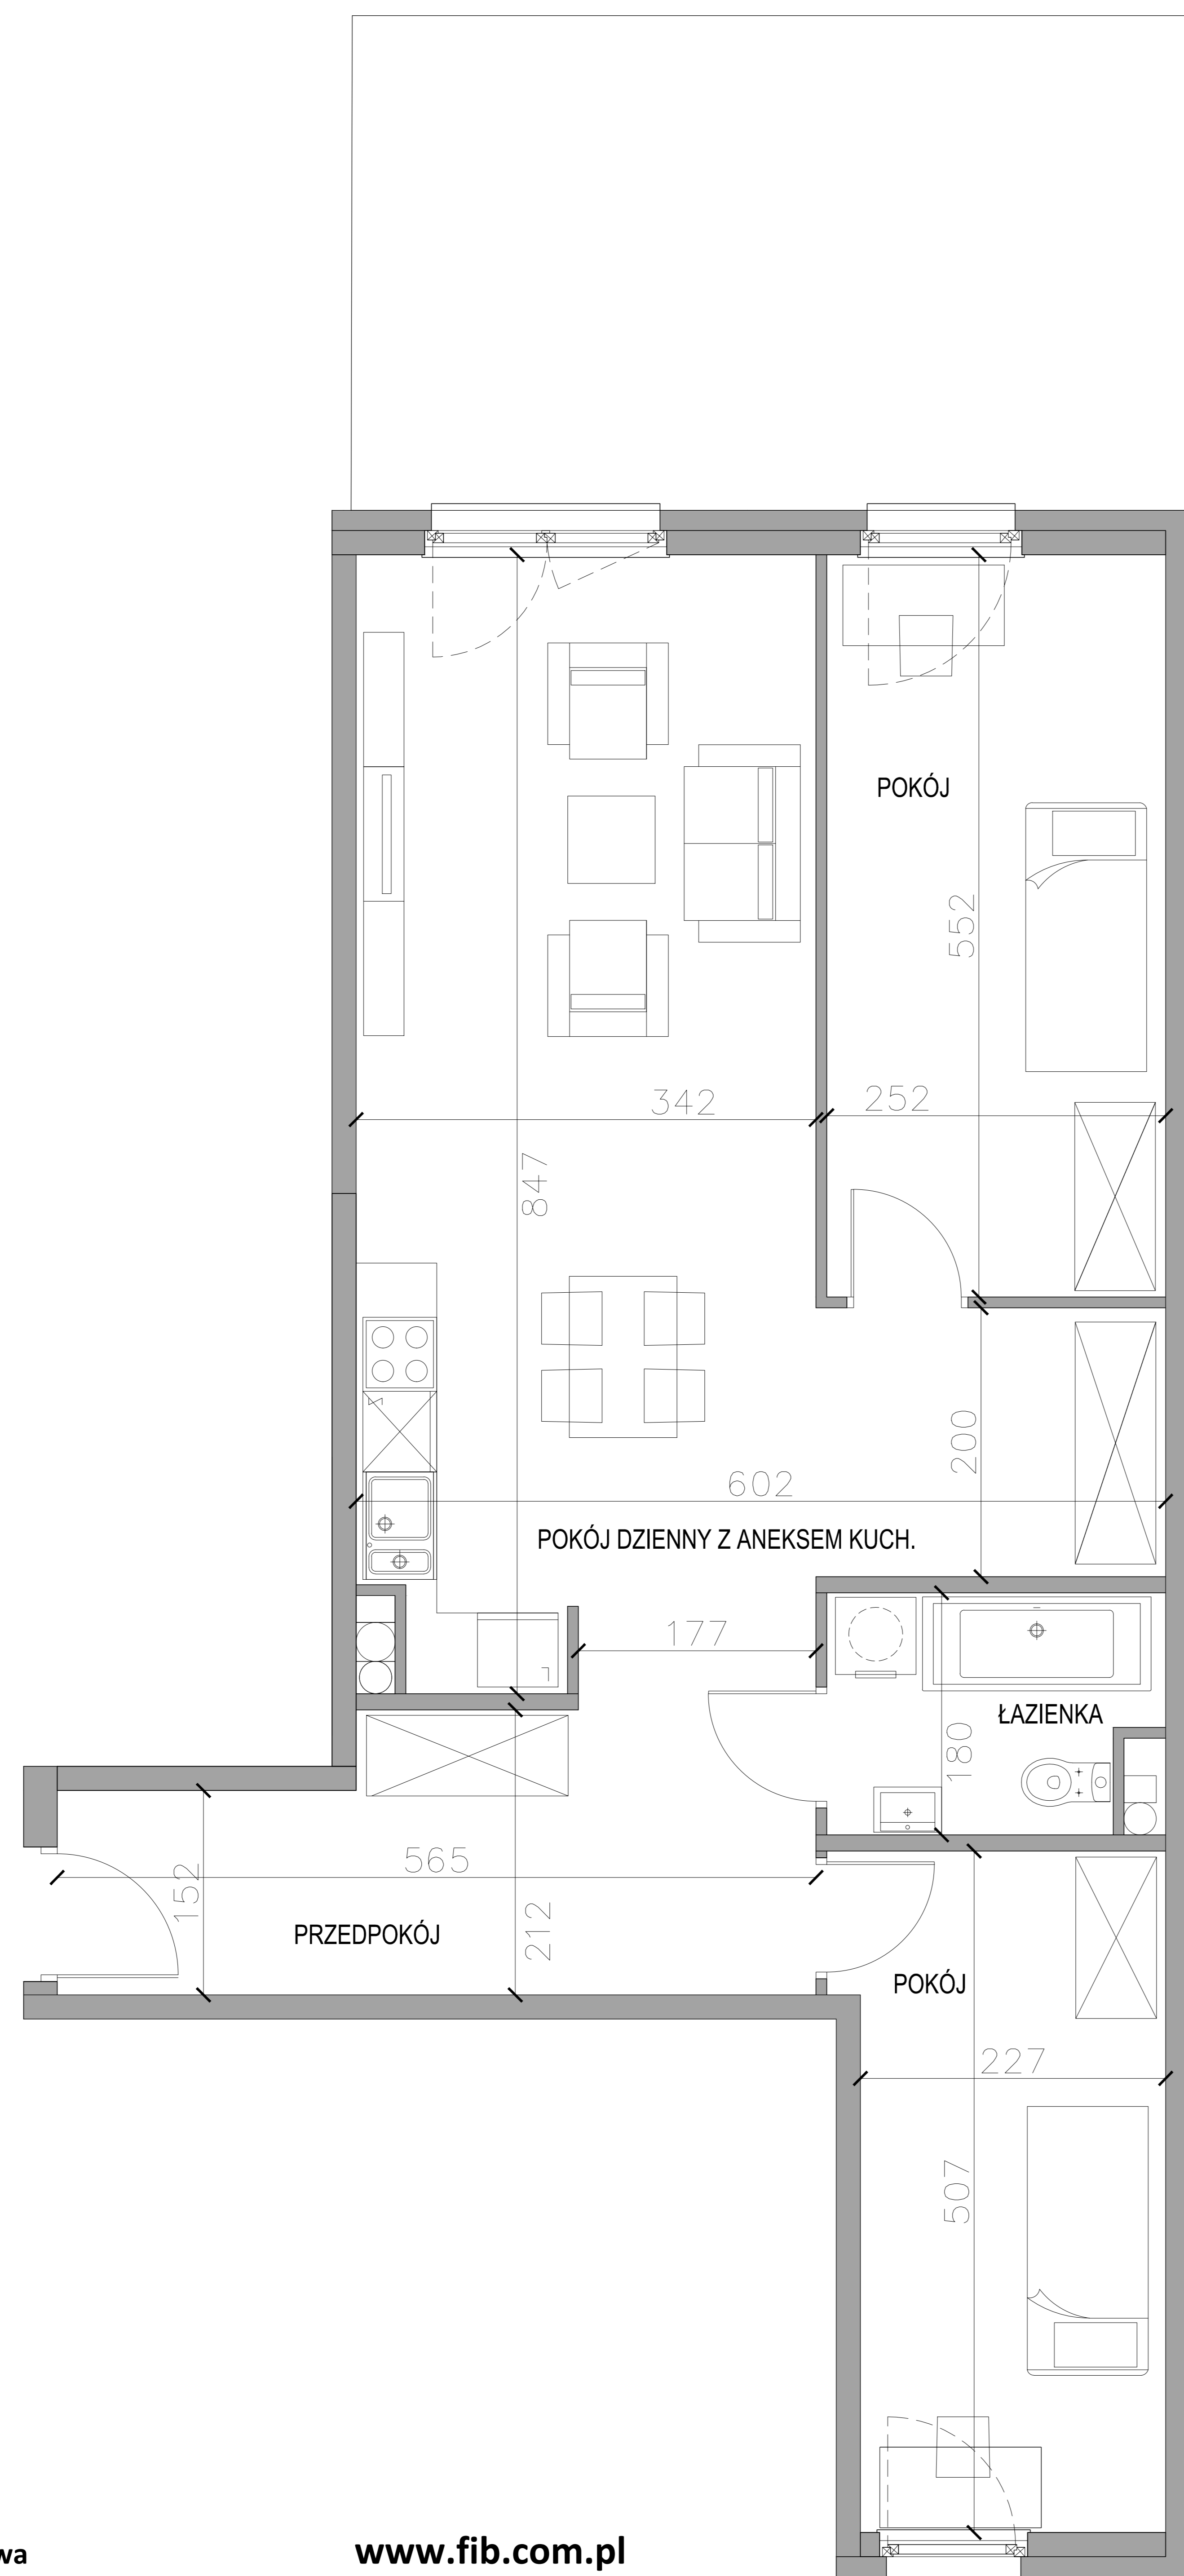 POKÓJ
552
342
252
847
200
602
POKÓJ DZIENNY Z ANEKSEM KUCH.
177
ŁAZIENKA
180
565
152
212
PRZEDPOKÓJ
POKÓJ
227
507
www.fib.com.pl
wa